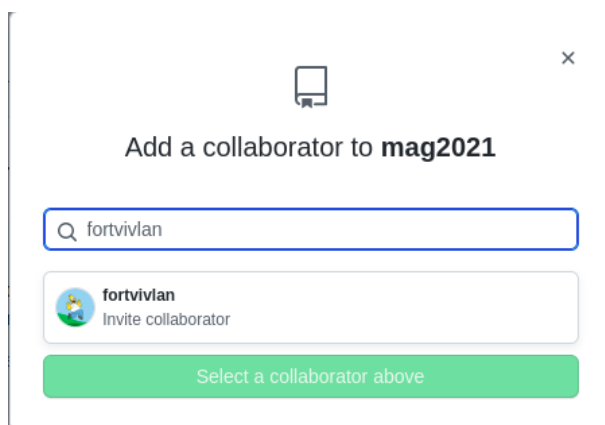 Add a collaborator to mag2021
fortvivlan
fortvivlan
Invite collaborator
Select a collaborator above